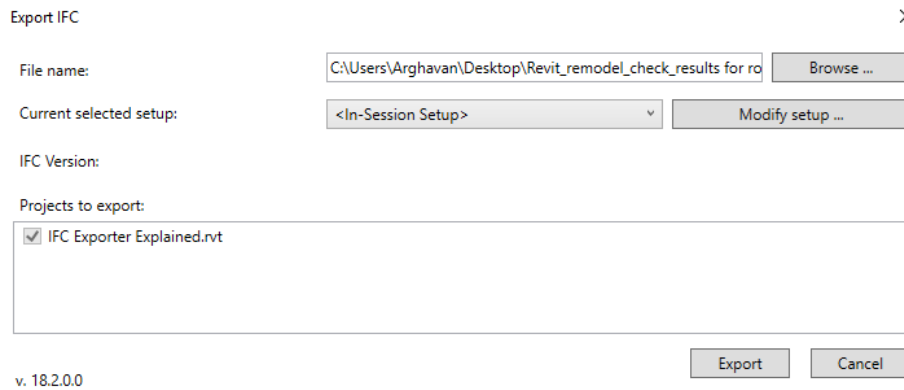 Export IFC
File name: C:\Users\Arghavan\Desktop\Revit_remodel_check_results for ro Browse ...
Current selected setup: <In-Session Setup> Modify setup ...
IFC Version:
Projects to export:
IFC Exporter Explained.rvt
Export Cancel
v. 18.2.0.0